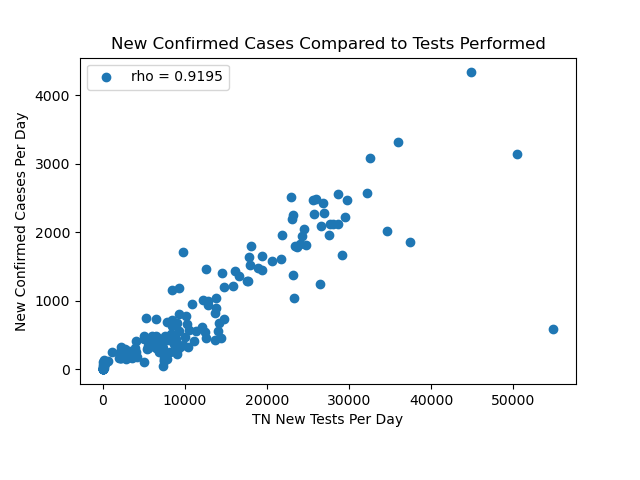 New Confirmed Cases Compared to Tests Performed
rho = 0.9195
New Confirmed Caeses Per Day
4000
3000
2000
1000
0
0 10000 20000 30000 40000 50000
TN New Tests Per Day